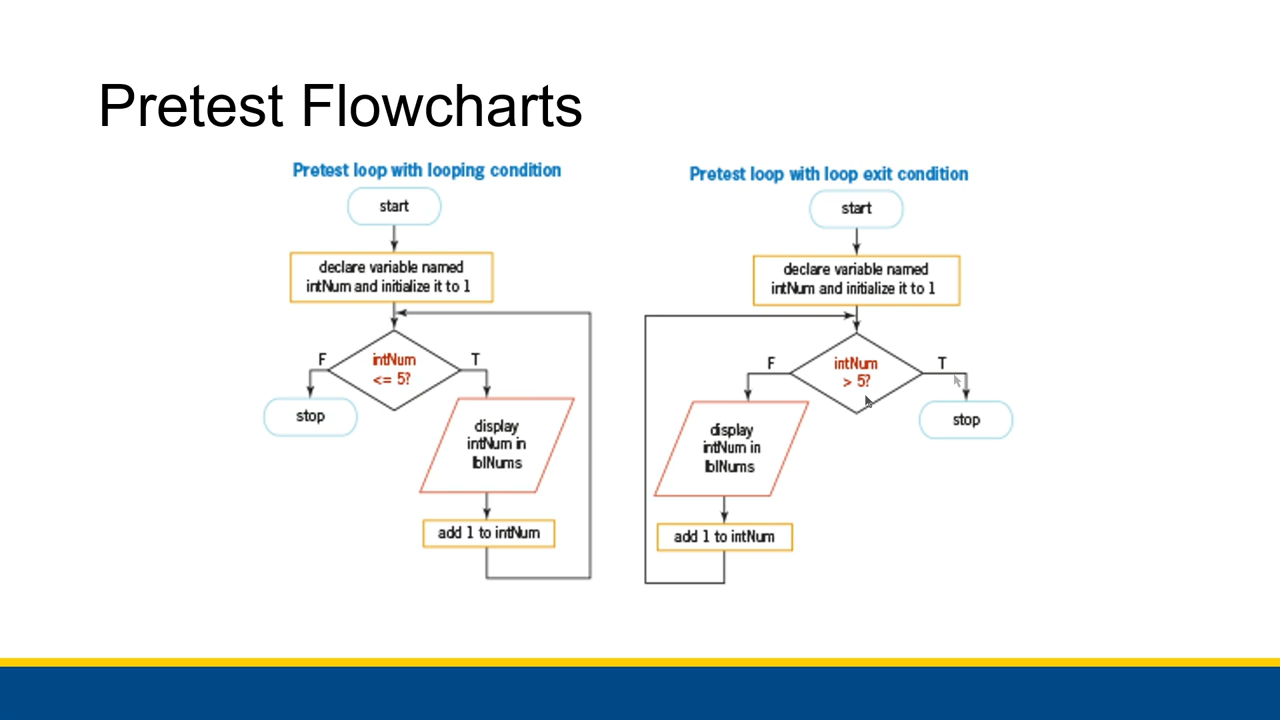 Pretest Flowcharts
Pretest loop with looping condition
start
declare variable named
intNum and initialize it to 1
F
intNum
<= 5?
T
stop
display
intNum in
lblNums
add 1 to intNum
Pretest loop with loop exit condition
start
declare variable named
intNum and initialize it to 1
F
intNum
> 5?
T
display
intNum in
lblNums
stop
add 1 to intNum